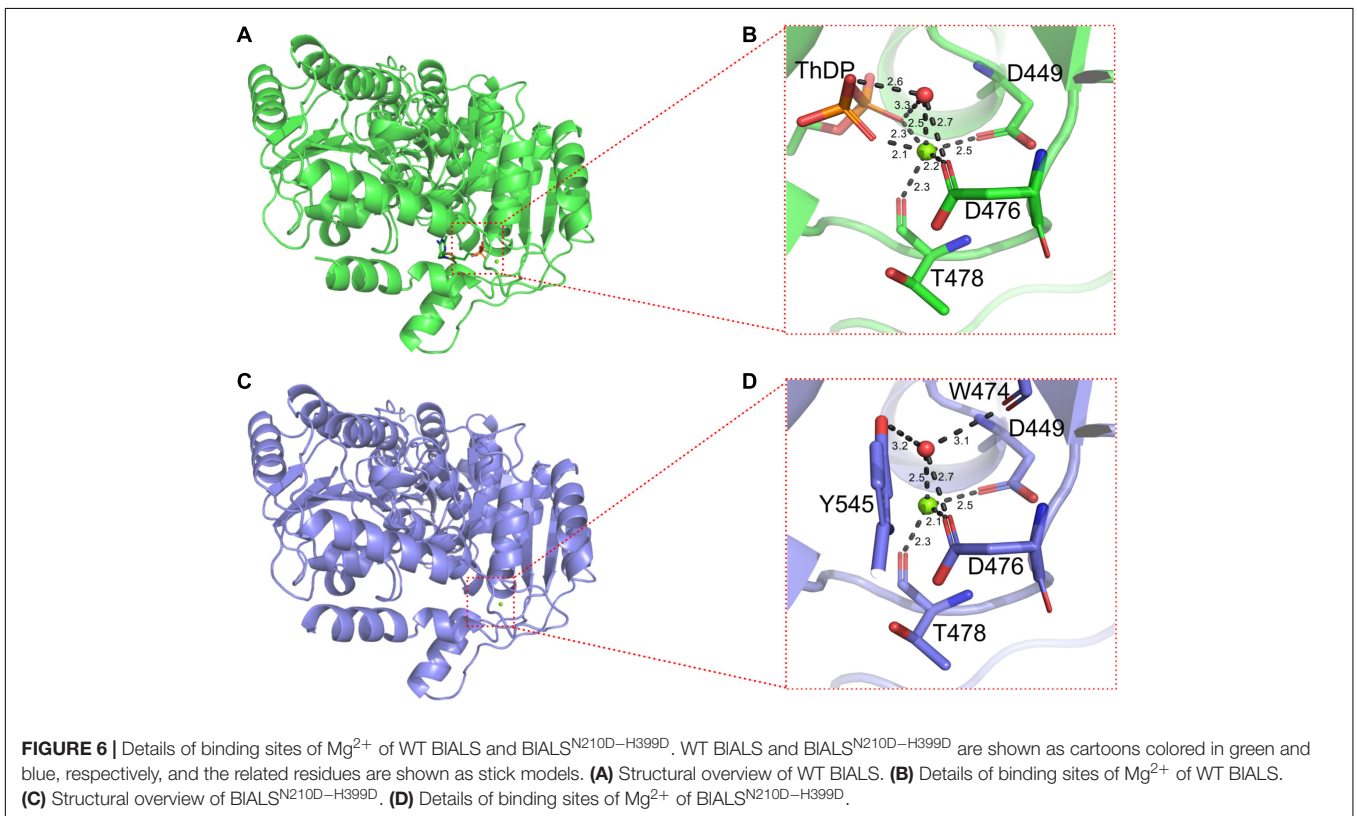 A
B
ThDP
D449
2.6
3.3
2.5
2.7
2.3
2.1
2.5
2.2
2.3
D476
T478
C
D
W474
D449
3.2
3.1
2.5
2.7
Y545
2.5
2.1
2.3
D476
T478
FIGURE 6 | Details of binding sites of Mg2+ of WT BlALS and BlALSN210D−H399D. WT BlALS and BlALSN210D−H399D are shown as cartoons colored in green and
blue, respectively, and the related residues are shown as stick models. (A) Structural overview of WT BlALS. (B) Details of binding sites of Mg2+ of WT BlALS.
(C) Structural overview of BlALSN210D−H399D. (D) Details of binding sites of Mg2+ of BlALSN210D−H399D.